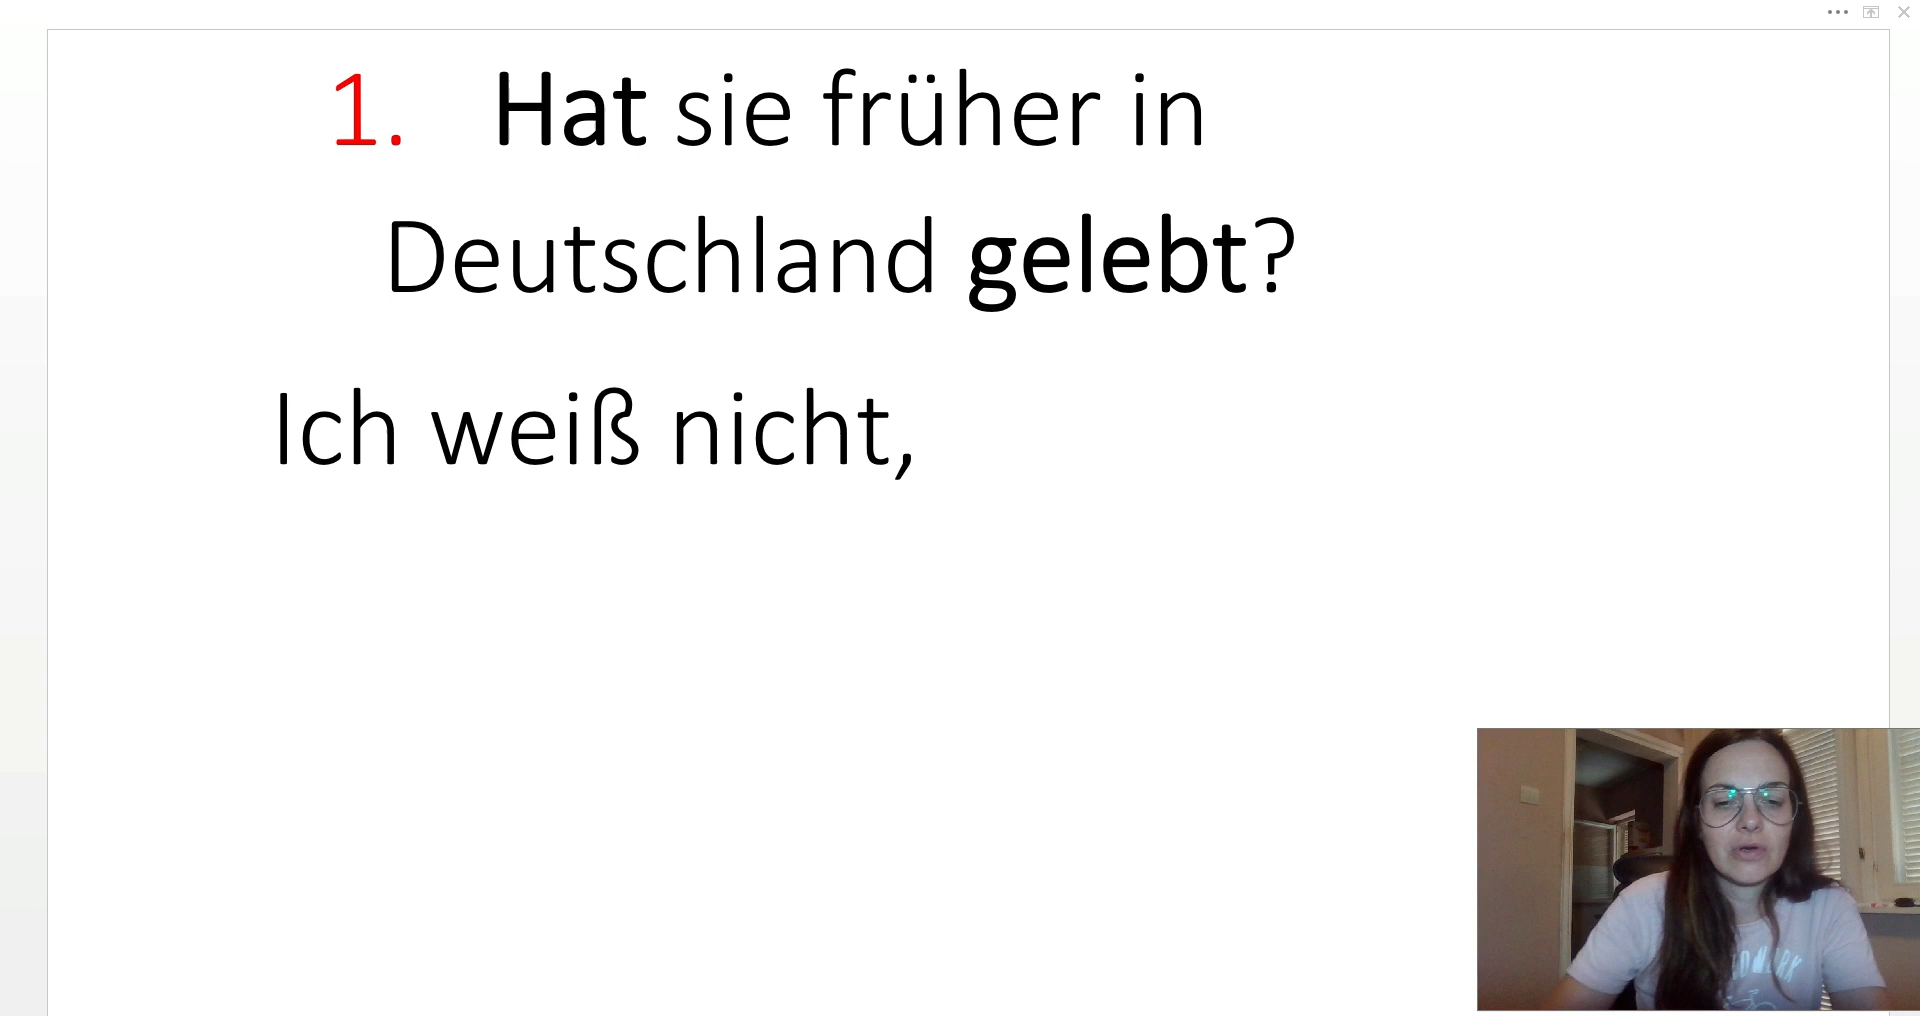 1. Hat sie früher in
Deutschland gelebt?
Ich weiß nicht,